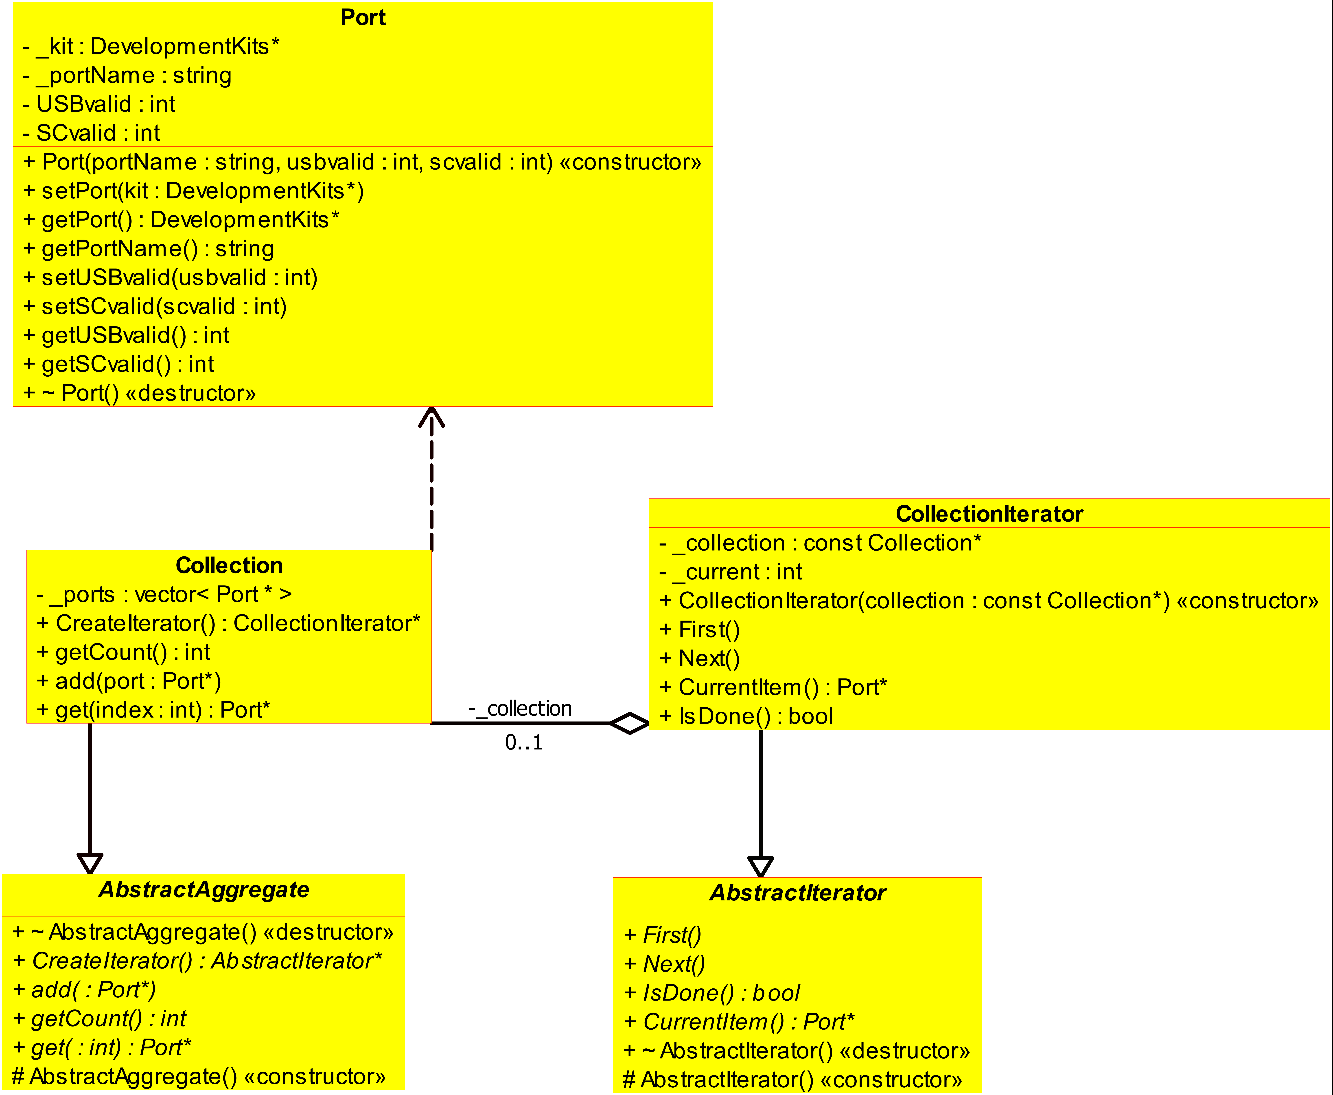 Port
- _kit : DevelopmentKits*
- _portName : string
- USBvalid : int
- SCvalid : int
+ Port(portName : string, usbvalid : int, scvalid : int) «constructor»
+ setPort(kit : DevelopmentKits*)
+ getPort() : DevelopmentKits*
+ getPortName() : string
+ setUSBvalid(usbvalid : int)
+ setSCvalid(scvalid : int)
+ getUSBvalid() : int
+ getSCvalid() : int
+ ~ Port() «destructor»
Collection
- _ports : vector< Port * >
+ CreateIterator() : CollectionIterator*
+ getCount() : int
+ add(port : Port*)
+ get(index : int) : Port*
-_collection
0..1
CollectionIterator
- _collection : const Collection*
- _current : int
+ CollectionIterator(collection : const Collection*) «constructor»
+ First()
+ Next()
+ CurrentItem() : Port*
+ IsDone() : bool
AbstractAggregate
+ ~ AbstractAggregate() «destructor»
+ CreateIterator() : AbstractIterator*
+ add( : Port*)
+ getCount() : int
+ get( : int) : Port*
# AbstractAggregate() «constructor»
AbstractIterator
+ First()
+ Next()
+ IsDone() : bool
+ CurrentItem() : Port*
+ ~ AbstractIterator() «destructor»
# AbstractIterator() «constructor»